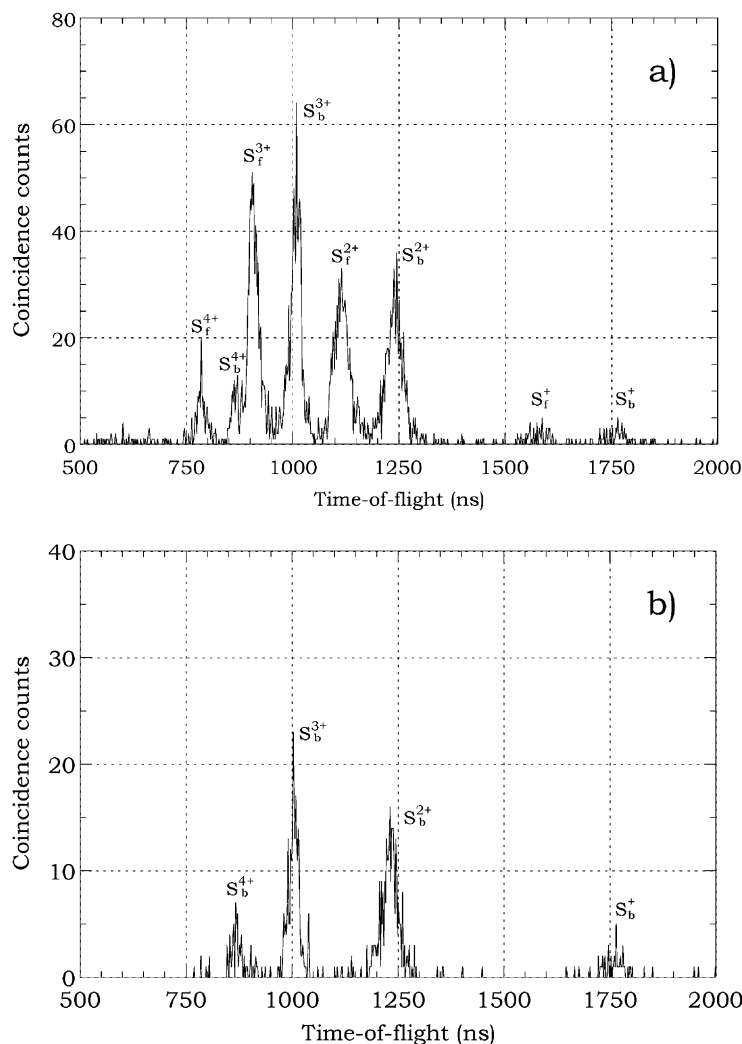 80
a)
S_b^{3+}
60
S_f^{3+}
Coincidence counts
40
S_f^{2+}
S_b^{2+}
S_f^{4+}
20
S_b^{4+}
S_f^{+}
S_b^{+}
0
500 750 1000 1250 1500 1750 2000
Time-of-flight (ns)
40
b)
30
S_b^{3+}
Coincidence counts
20
S_b^{2+}
10
S_b^{4+}
S_b^{+}
0
500 750 1000 1250 1500 1750 2000
Time-of-flight (ns)